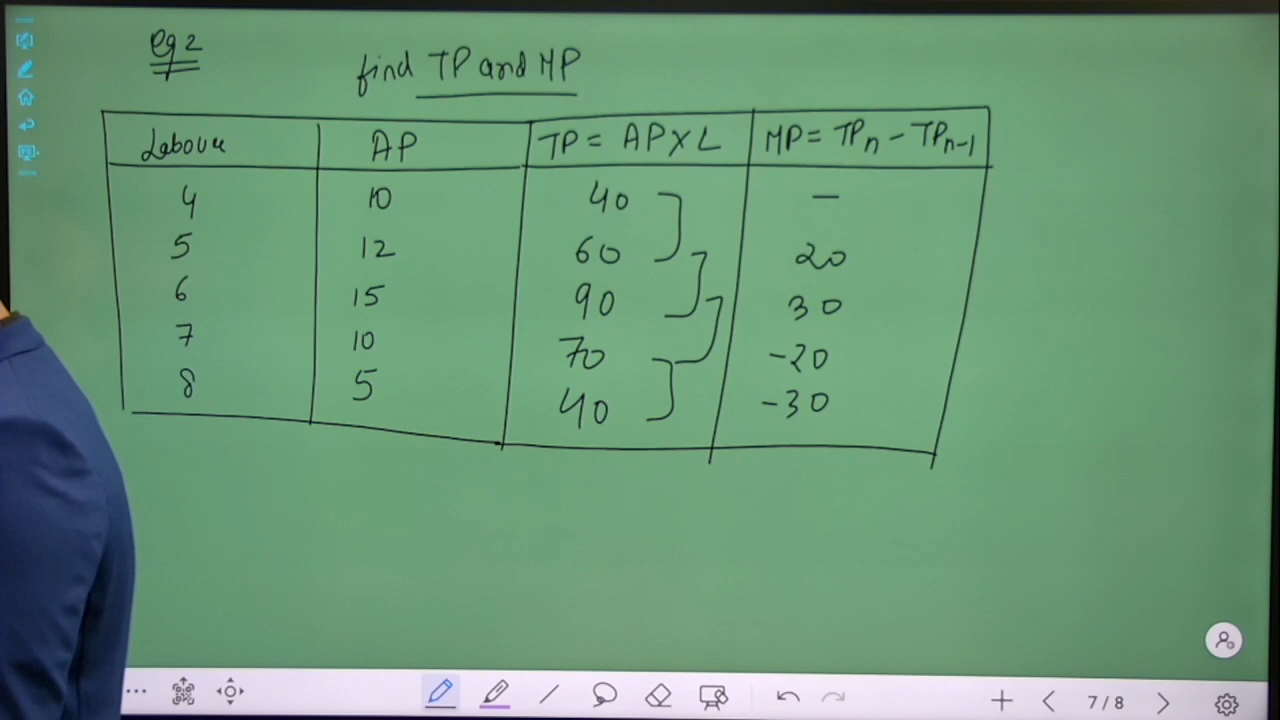 eg 2
find TP and MP
Labour AP TP = AP X L MP = TPn - TPn-1
4 10 40 —
5 12 60 20
6 15 90 30
7 10 70 -20
8 5 40 -30
7/8